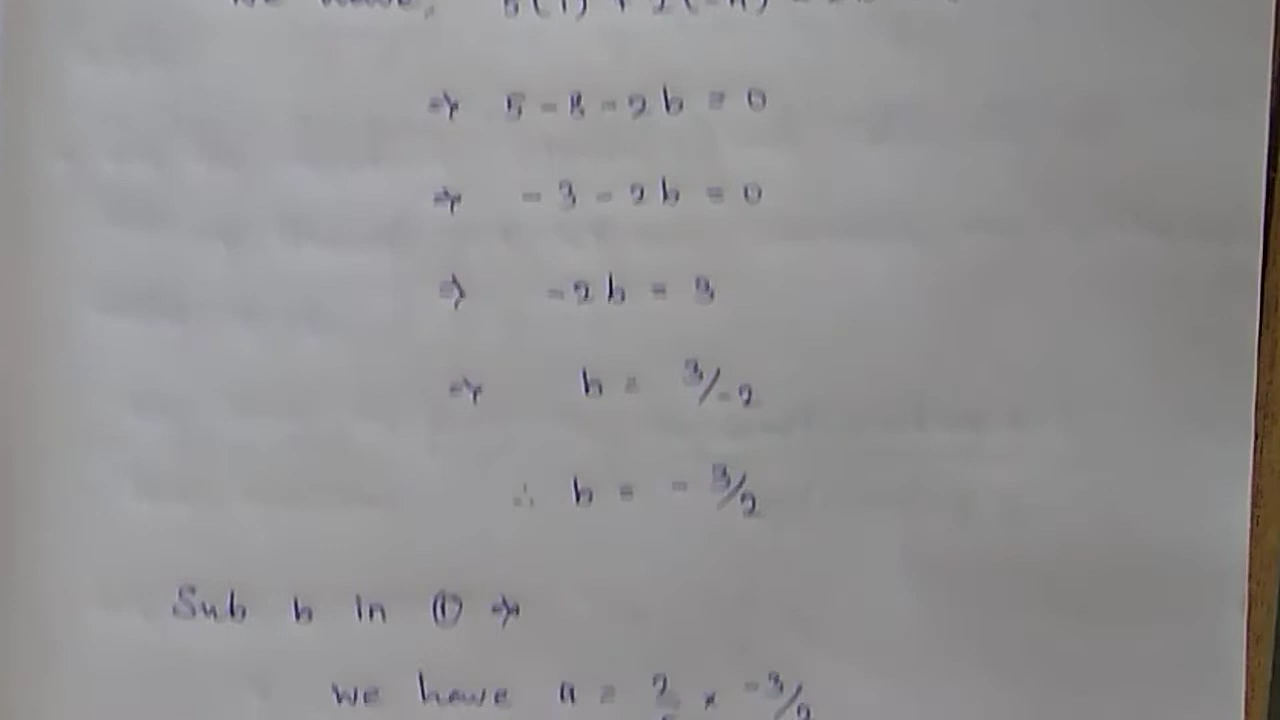 ⇒ 5 - 8 - 2b = 0
⇒ - 3 - 2b = 0
⇒ -2b = 3
⇒ b = 3/-2
∴ b = - 3/2
Sub b in ① ⇒
we have a = 2 × -3/2